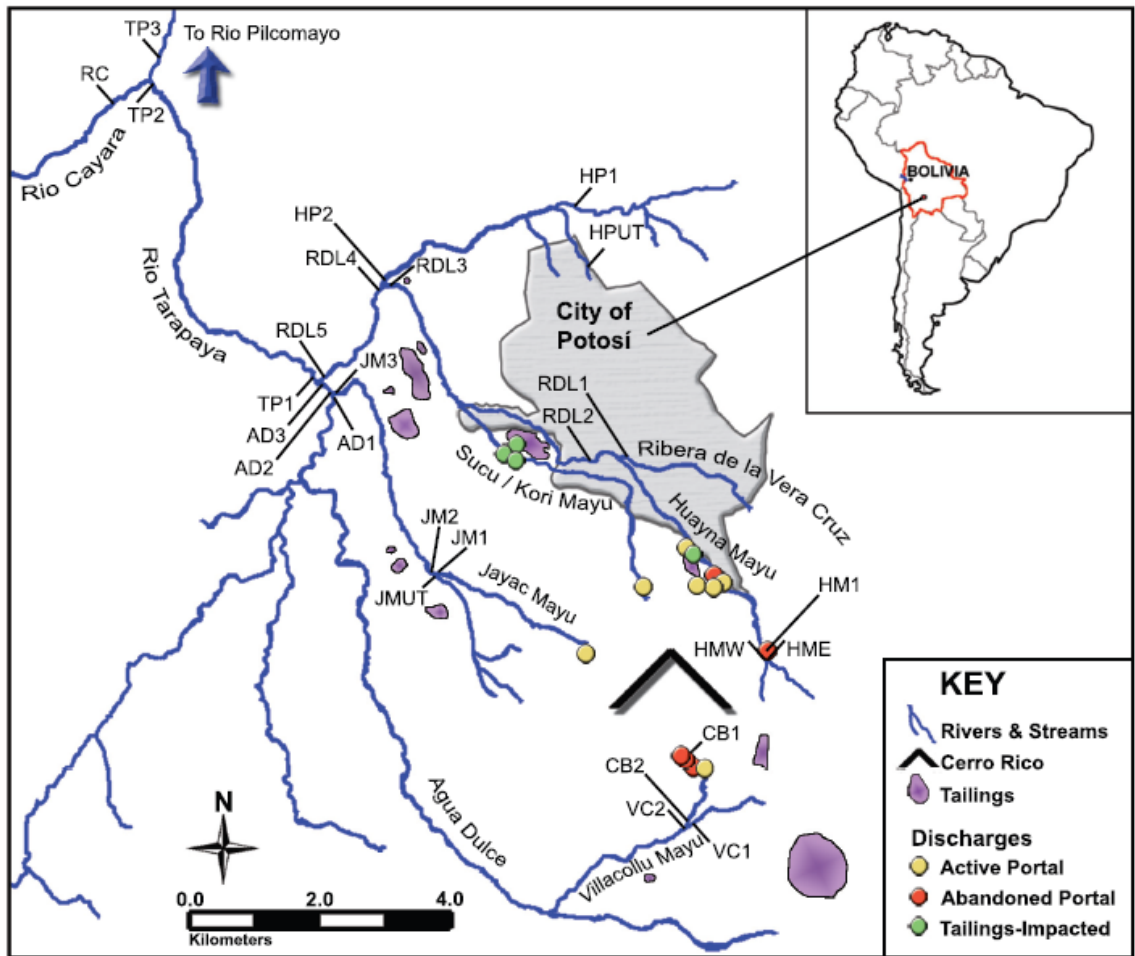 TP3
To Rio Pilcomayo
RC
TP2
Rio Cayara
BOLIVIA
HP1
HP2
HPUT
RDL4
RDL3
City of
Potosí
Rio Tarapaya
RDL5
JM3
RDL1
TP1
RDL2
AD3
AD1
Ribera de la Vera Cruz
AD2
Sucu / Kori Mayu
Huayna Mayu
JM2
JM1
Jayac Mayu
JMUT
HM1
HMW
HME
CB1
CB2
VC2
VC1
Agua Dulce
Villacollu Mayu
N
0.0
2.0
4.0
Kilometers
KEY
Rivers & Streams
Cerro Rico
Tailings
Discharges
Active Portal
Abandoned Portal
Tailings-Impacted